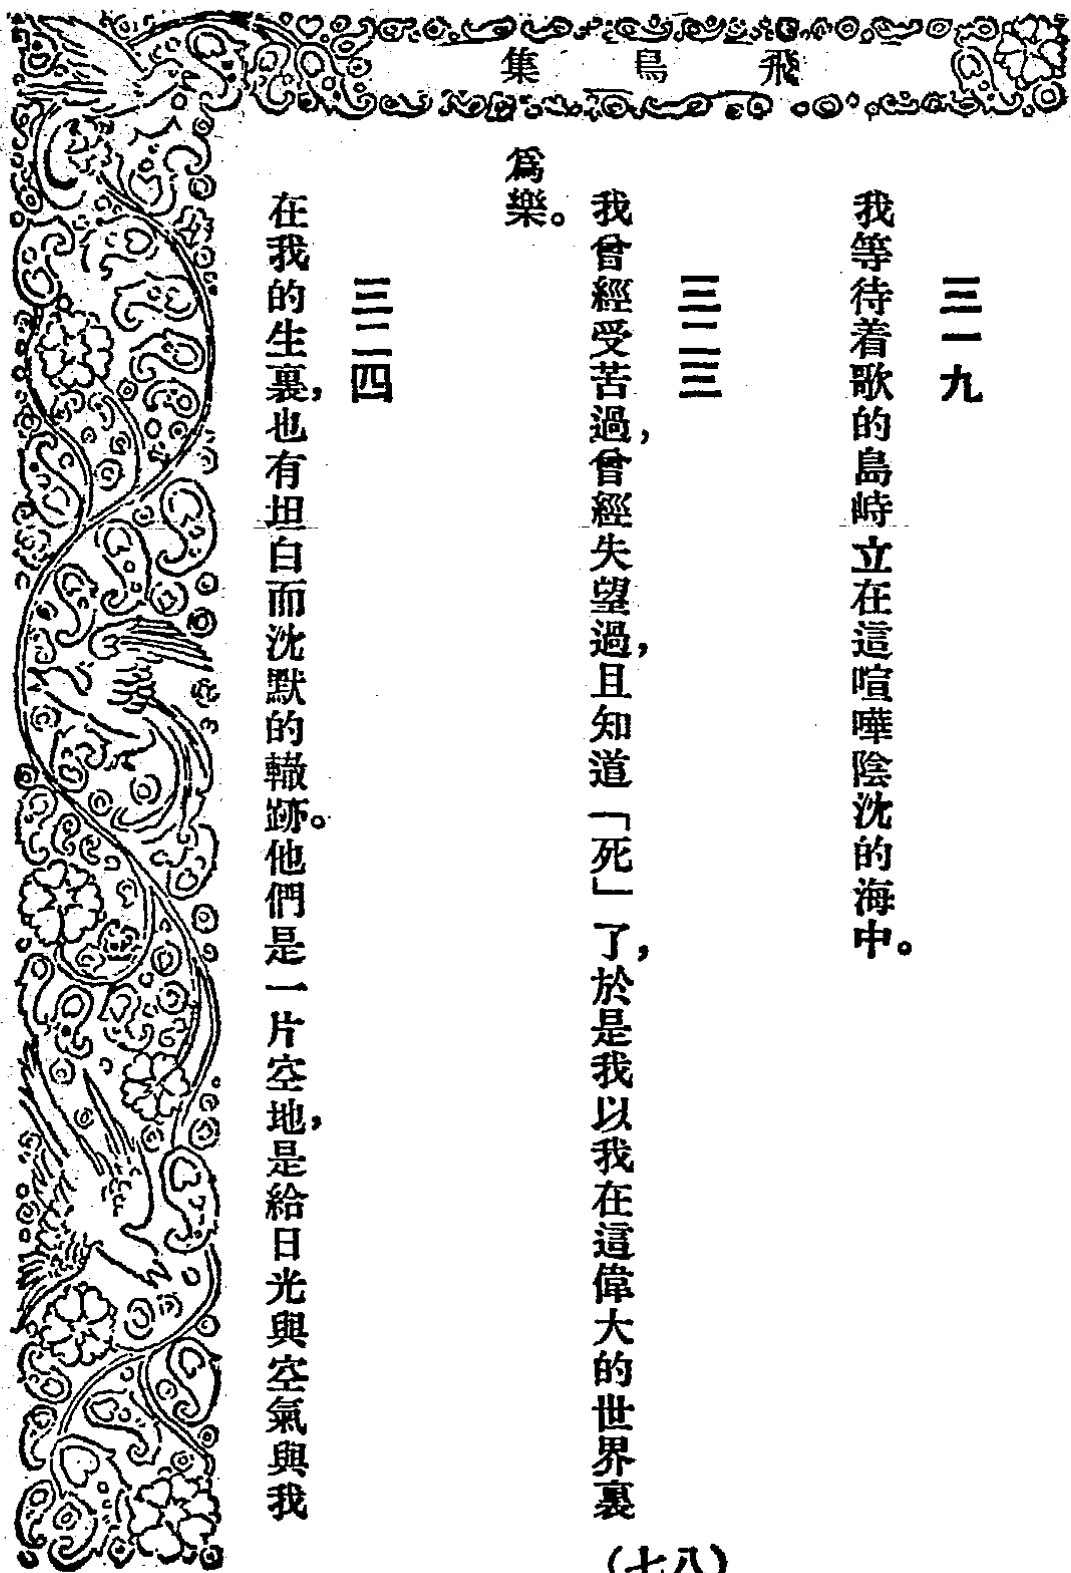 飛鳥集
三一九
我等待着歌的島峙立在這喧嘩陰沈的海中。
三二三
我曾經受苦過，曾經失望過，且知道「死」了，於是我以我在這偉大的世界裏
爲樂。
三二四
在我的生裏，也有坦白而沈默的轍跡。他們是一片空地，是給日光與空氣與我
(七八)